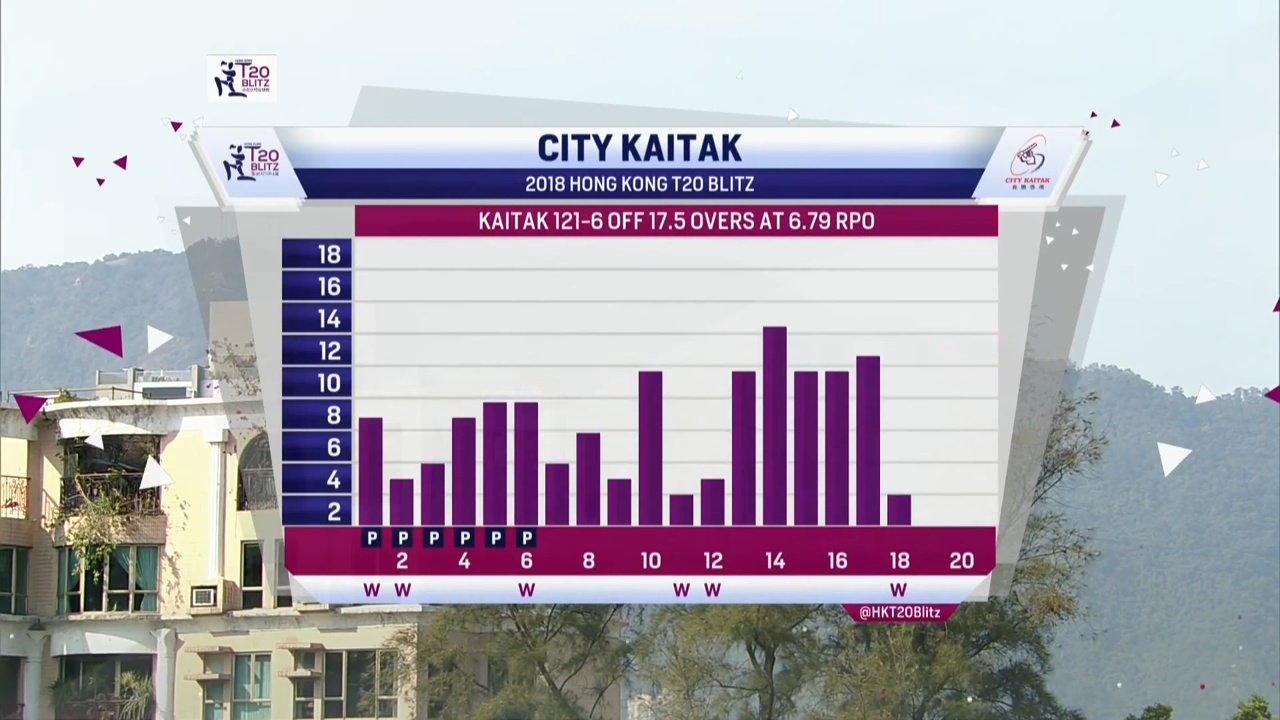 T20
BLITZ
CITY KAITAK
T20
BLITZ
2018 HONG KONG T20 BLITZ
CITY KAITAK
KAITAK 121-6 OFF 17.5 OVERS AT 6.79 RPO
18
16
14
12
10
8
6
4
2
P P P P P P
2 4 6 8 10 12 14 16 18 20
W W W W W W
@HKT20Blitz